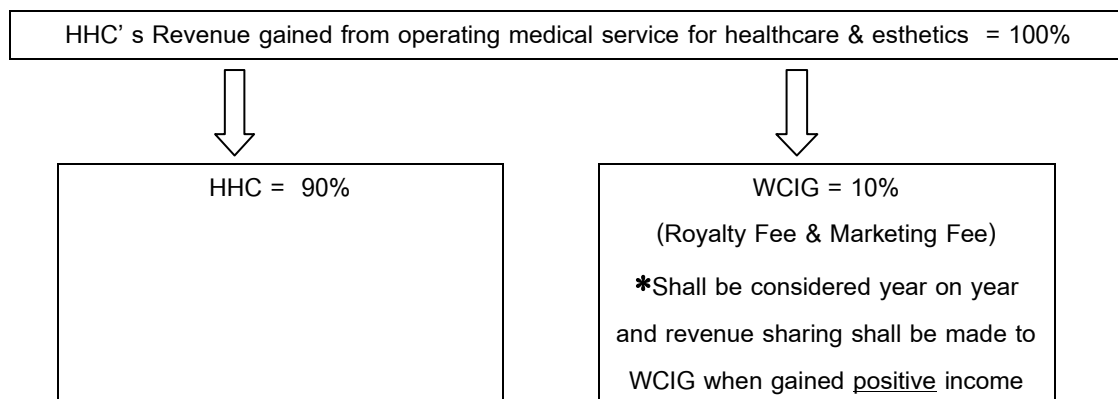 HHC’ s Revenue gained from operating medical service for healthcare & esthetics = 100%
HHC = 90%
WCIG = 10%
(Royalty Fee & Marketing Fee)
*Shall be considered year on year
and revenue sharing shall be made to
WCIG when gained positive income